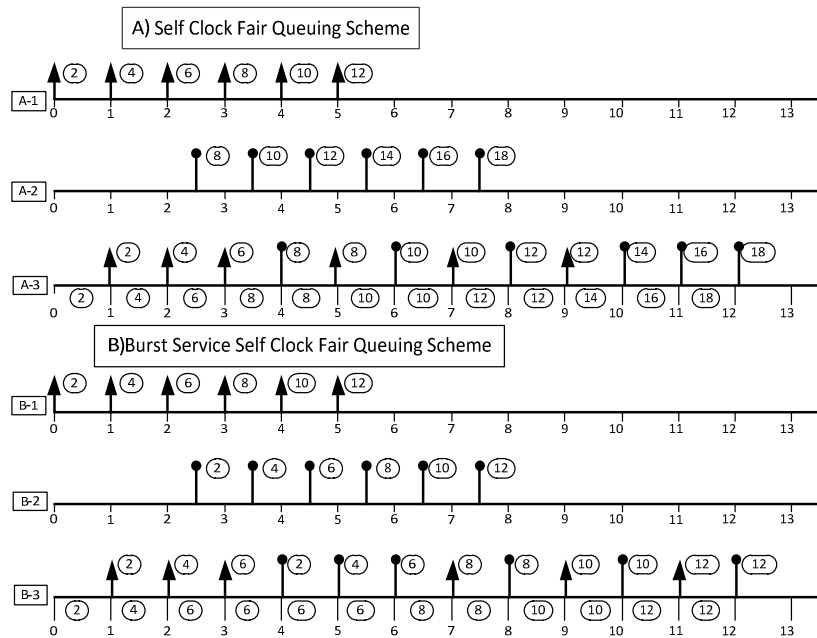 A) Self Clock Fair Queuing Scheme
2 4 6 8 10 12
A-1
0 1 2 3 4 5 6 7 8 9 10 11 12 13
8 10 12 14 16 18
A-2
0 1 2 3 4 5 6 7 8 9 10 11 12 13
2 4 6 8 8 10 10 12 12 14 16 18
A-3
2 4 6 8 8 10 10 12 12 14 16 18
0 1 2 3 4 5 6 7 8 9 10 11 12 13
B)Burst Service Self Clock Fair Queuing Scheme
2 4 6 8 10 12
B-1
0 1 2 3 4 5 6 7 8 9 10 11 12 13
2 4 6 8 10 12
B-2
0 1 2 3 4 5 6 7 8 9 10 11 12 13
2 4 6 2 4 6 8 8 10 10 12 12
B-3
2 4 6 6 6 6 8 8 10 10 12 12
0 1 2 3 4 5 6 7 8 9 10 11 12 13